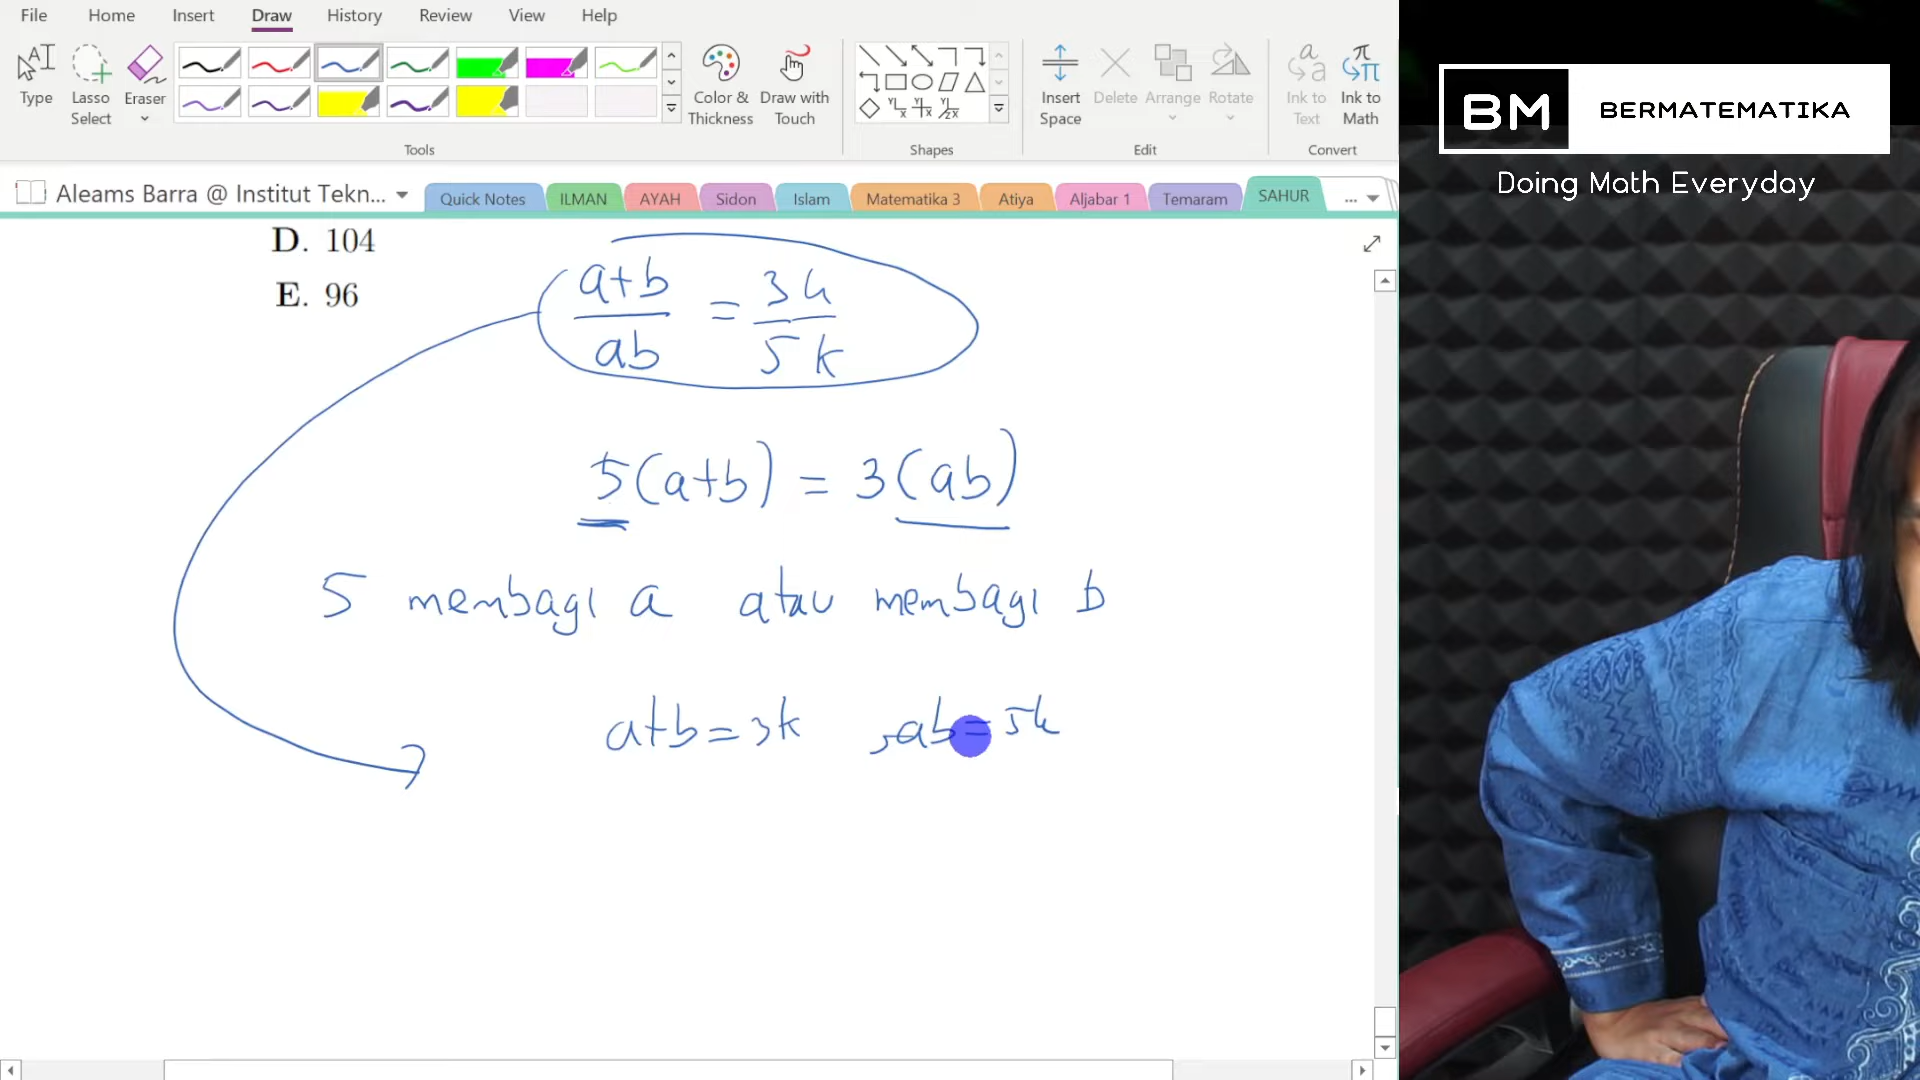 File Home Insert Draw History Review View Help
Type Lasso Select Eraser Color & Thickness Draw with Touch Insert Space Delete Arrange Rotate Ink to Text Ink to Math
Tools Shapes Edit Convert
Aleams Barra @ Institut Tekn... Quick Notes ILMAN AYAH Sidon Islam Matematika 3 Atiya Aljabar 1 Temaram SAHUR ...
BM BERMATEMATIKA
Doing Math Everyday
D. 104
E. 96
a+b/ab = 3k/5k
5(a+b) = 3(ab)
5 membagi a atau membagi b
a+b=3k , ab=5k